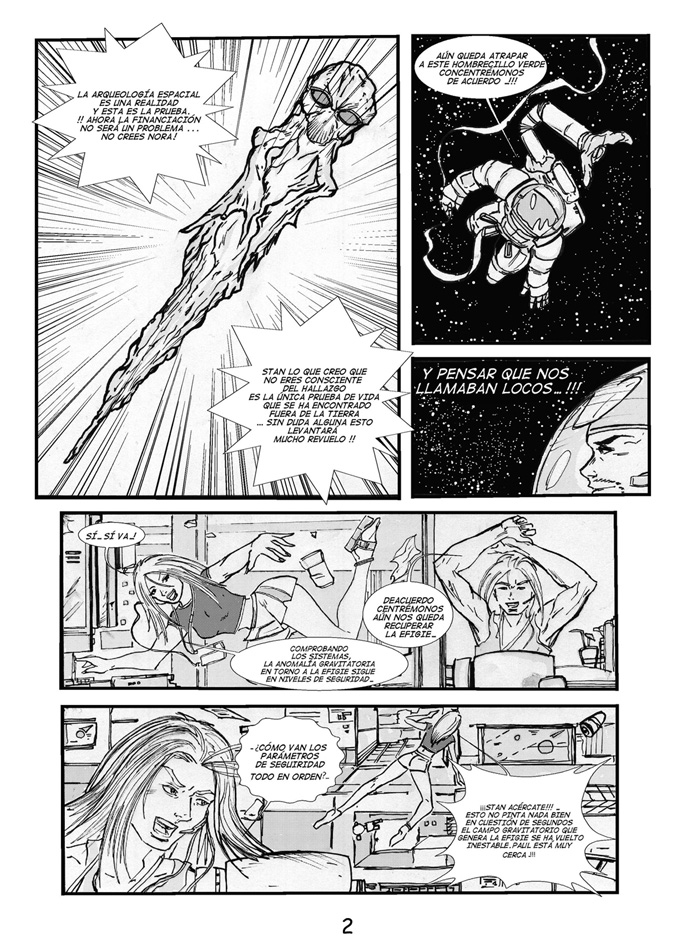 LA ARQUEOLOGÍA ESPACIAL
ES UNA REALIDAD
Y ESTA ES LA PRUEBA.
!! AHORA LA FINANCIACIÓN
NO SERÁ UN PROBLEMA ...
NO CREES NORA!
STAN LO QUE CREO QUE
NO ERES CONSCIENTE
DEL HALLAZGO
ES LA ÚNICA PRUEBA DE VIDA
QUE SE HA ENCONTRADO
FUERA DE LA TIERRA
... SIN DUDA ALGUNA ESTO
LEVANTARÁ
MUCHO REVUELO !!
AÚN QUEDA ATRAPAR
A ESTE HOMBRECILLO VERDE
CONCENTRÉMONOS
DE ACUERDO ..!!!
Y PENSAR QUE NOS
LLAMABAN LOCOS... !!!
SÍ... SÍ VA..!
COMPROBANDO
LOS SISTEMAS,
LA ANOMALÍA GRAVITATORIA
EN TORNO A LA EFIGIE SIGUE
EN NIVELES DE SEGURIDAD...
DEACUERDO
CENTRÉMONOS
AÚN NOS QUEDA
RECUPERAR
LA EFIGIE...
-¿CÓMO VAN LOS
PARÁMETROS
DE SEGUIRIDAD
TODO EN ORDEN?-
¡¡¡STAN ACÉRCATE!!! ...
ESTO NO PINTA NADA BIEN
EN CUESTIÓN DE SEGUNDOS
EL CAMPO GRAVITATORIO QUE
GENERA LA EFIGIE SE HA VUELTO
INESTABLE. PAUL ESTÁ MUY
CERCA ..!!!
2